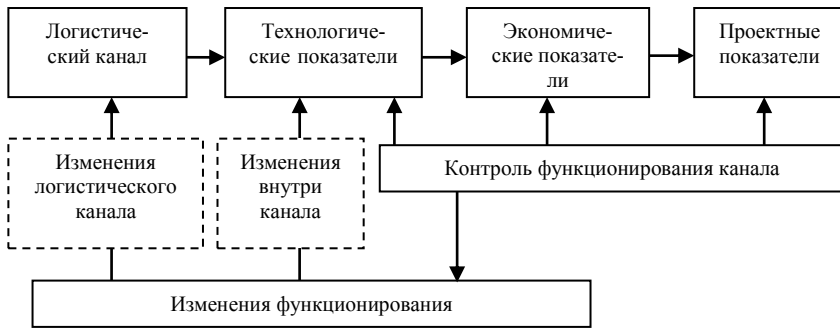 Логистиче-
ский канал
Технологиче-
ские показатели
Экономиче-
ские показате-
ли
Проектные
показатели
Изменения
логистического
канала
Изменения
внутри
канала
Контроль функционирования канала
Изменения функционирования